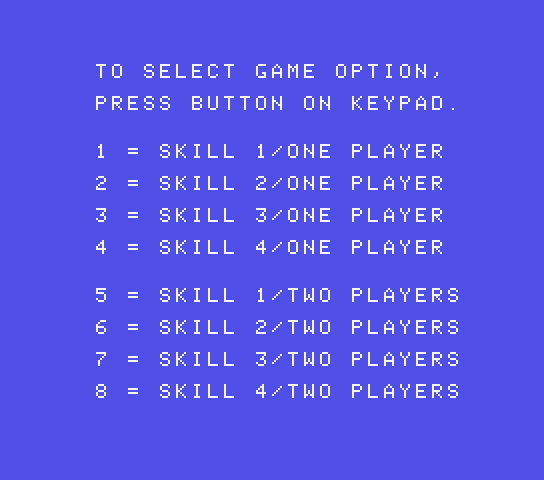 TO SELECT GAME OPTION,
PRESS BUTTON ON KEYPAD.
1 = SKILL 1/ONE PLAYER
2 = SKILL 2/ONE PLAYER
3 = SKILL 3/ONE PLAYER
4 = SKILL 4/ONE PLAYER
5 = SKILL 1/TWO PLAYERS
6 = SKILL 2/TWO PLAYERS
7 = SKILL 3/TWO PLAYERS
8 = SKILL 4/TWO PLAYERS